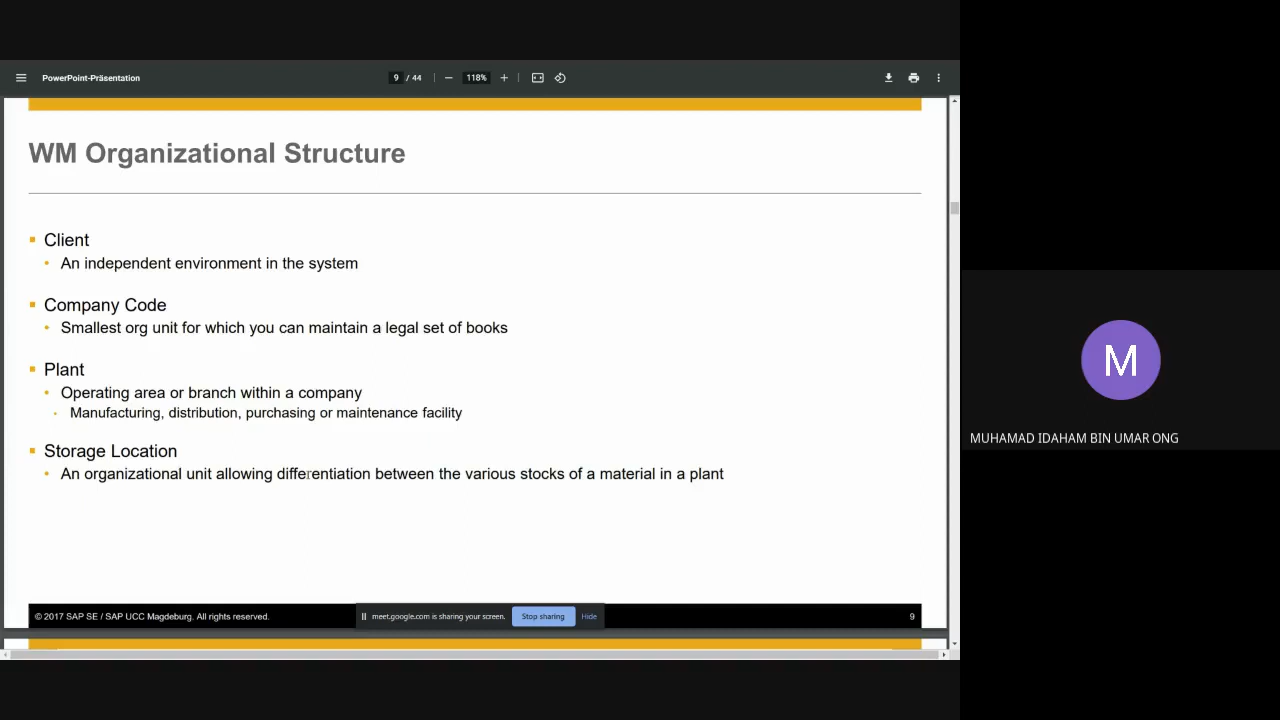 PowerPoint-Präsentation
9 / 44
118%
WM Organizational Structure
Client
An independent environment in the system
Company Code
Smallest org unit for which you can maintain a legal set of books
Plant
Operating area or branch within a company
Manufacturing, distribution, purchasing or maintenance facility
Storage Location
An organizational unit allowing differentiation between the various stocks of a material in a plant
© 2017 SAP SE / SAP UCC Magdeburg. All rights reserved.
meet.google.com is sharing your screen.
Stop sharing
Hide
9
M
MUHAMAD IDAHAM BIN UMAR ONG